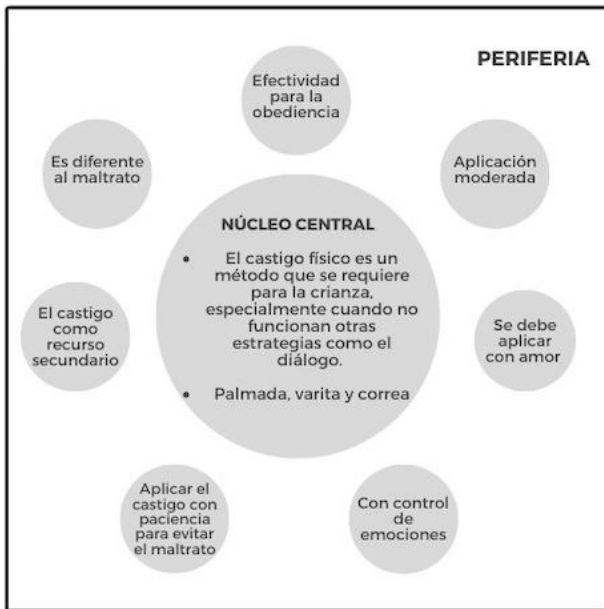 PERIFERIA
Efectividad
para la
obediencia
Es diferente
al maltrato
Aplicación
moderada
NÚCLEO CENTRAL
• El castigo físico es un
método que se requiere
para la crianza,
especialmente cuando no
funcionan otras
estrategias como el
diálogo.
• Palmada, varita y correa
El castigo
como
recurso
secundario
Se debe
aplicar
con amor
Aplicar el
castigo con
paciencia
para evitar
el maltrato
Con control
de
emociones